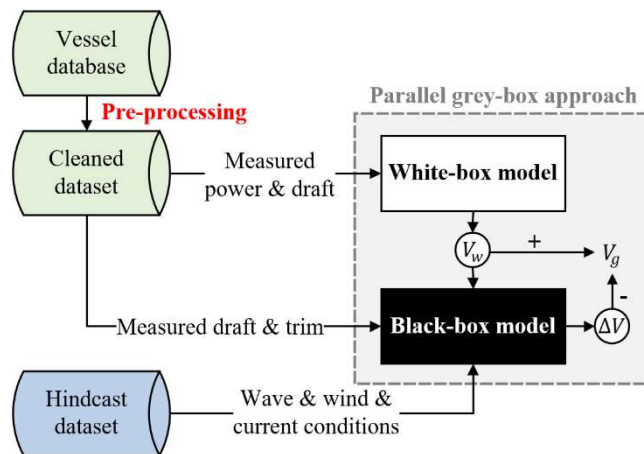 Vessel
database
Pre-processing
Parallel grey-box approach
Cleaned
dataset
Measured
power & draft
White-box model
V_w
+
V_g
-
Measured draft & trim
Black-box model
ΔV
Hindcast
dataset
Wave & wind &
current conditions